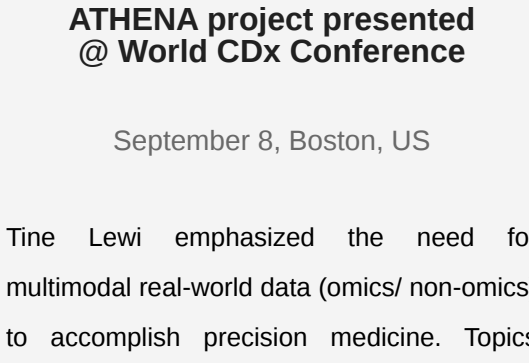 ATHENA project presented
@ World CDx Conference
September 8, Boston, US
Tine Lewi emphasized the need fo
multimodal real-world data (omics/ non-omics
to accomplish precision medicine. Topics